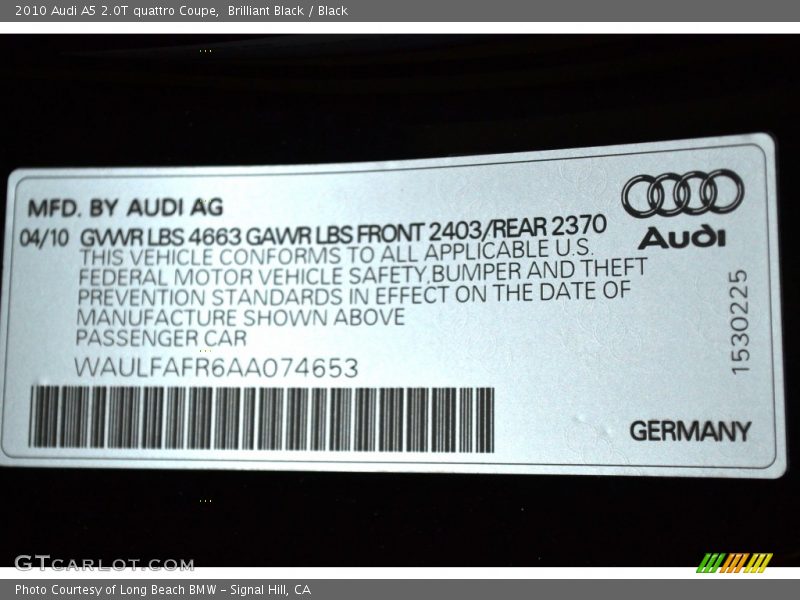 2010 Audi A5 2.0T quattro Coupe,  Brilliant Black / Black
MFD. BY AUDI AG
04/10 GVWR LBS 4663 GAWR LBS FRONT 2403/REAR 2370
THIS VEHICLE CONFORMS TO ALL APPLICABLE U.S.
FEDERAL MOTOR VEHICLE SAFETY,BUMPER AND THEFT
PREVENTION STANDARDS IN EFFECT ON THE DATE OF
MANUFACTURE SHOWN ABOVE
PASSENGER CAR
WAULFAFR6AA074653
Audi
1530225
GERMANY
GTCARLOT.COM
Photo Courtesy of Long Beach BMW - Signal Hill, CA